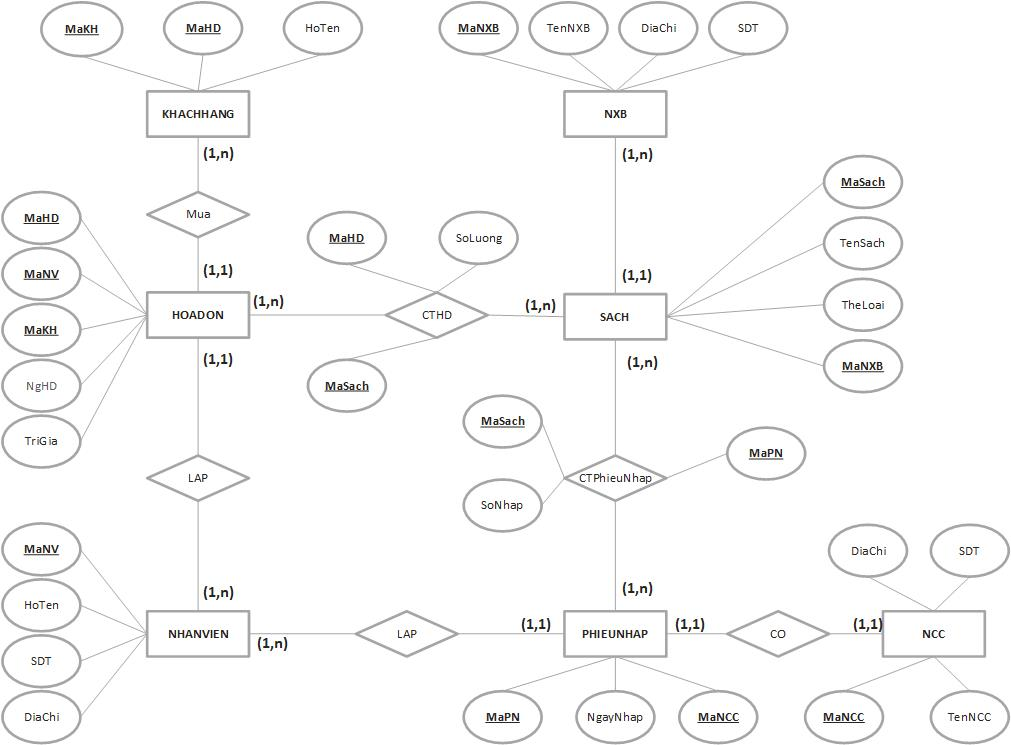 MaKH MaHD HoTen MaNXB TenNXB DiaChi SDT
KHACHHANG NXB
(1,n) (1,n)
MaSach
MaHD Mua
MaHD SoLuong TenSach
MaNV (1,1) (1,1)
(1,n) (1,n) TheLoai
HOADON CTHD SACH
MaKH
(1,1) (1,n) MaNXB
NgHD MaSach
MaSach
TriGia MaPN
LAP CTPhieuNhap
SoNhap
MaNV DiaChi SDT
(1,n) (1,n)
HoTen
(1,1) (1,1) (1,1)
NHANVIEN LAP PHIEUNHAP CO NCC
(1,n)
SDT
DiaChi MaPN NgayNhap MaNCC MaNCC TenNCC